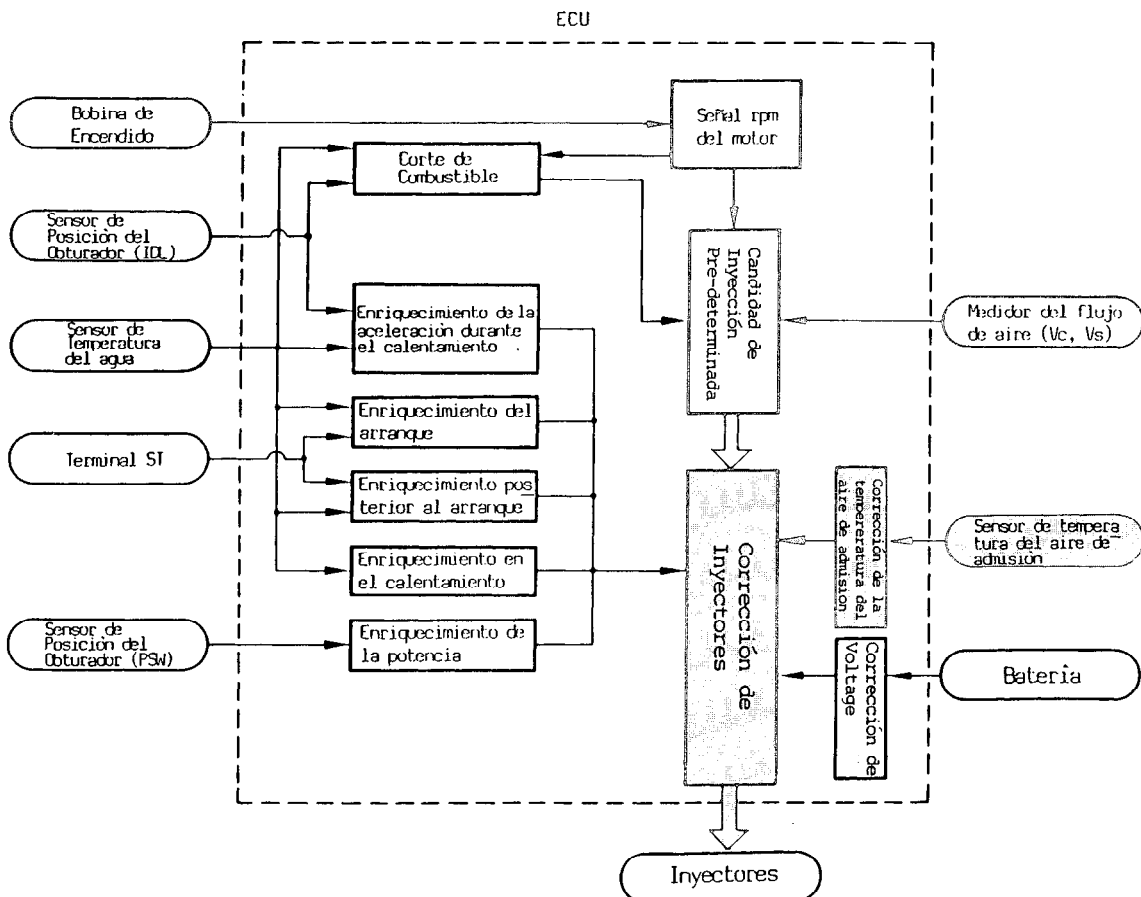 ECU
Bobina de
Encendido
Señal rpm
del motor
Corte de
Combustible
Sensor de
Posición del
Obturador (IDL)
Candidad de
Inyección
Pre-determinada
Enriquecimiento de la
aceleración durante
el calentamiento
Medidor del flujo
de aire (Vc, Vs)
Sensor de
Temperatura
del agua
Enriquecimiento del
arranque
Terminal ST
Enriquecimiento pos
terior al arranque
Corrección de
Inyectores
Corrección de la
tempereratura del
aire de admision
Sensor de tempera
tura del aire de
admisión
Enriquecimiento en
el calentamiento
Sensor de
Posición del
Obturador (PSW)
Enriquecimiento de
la potencia
Corrección de
Voltage
Batería
Inyectores